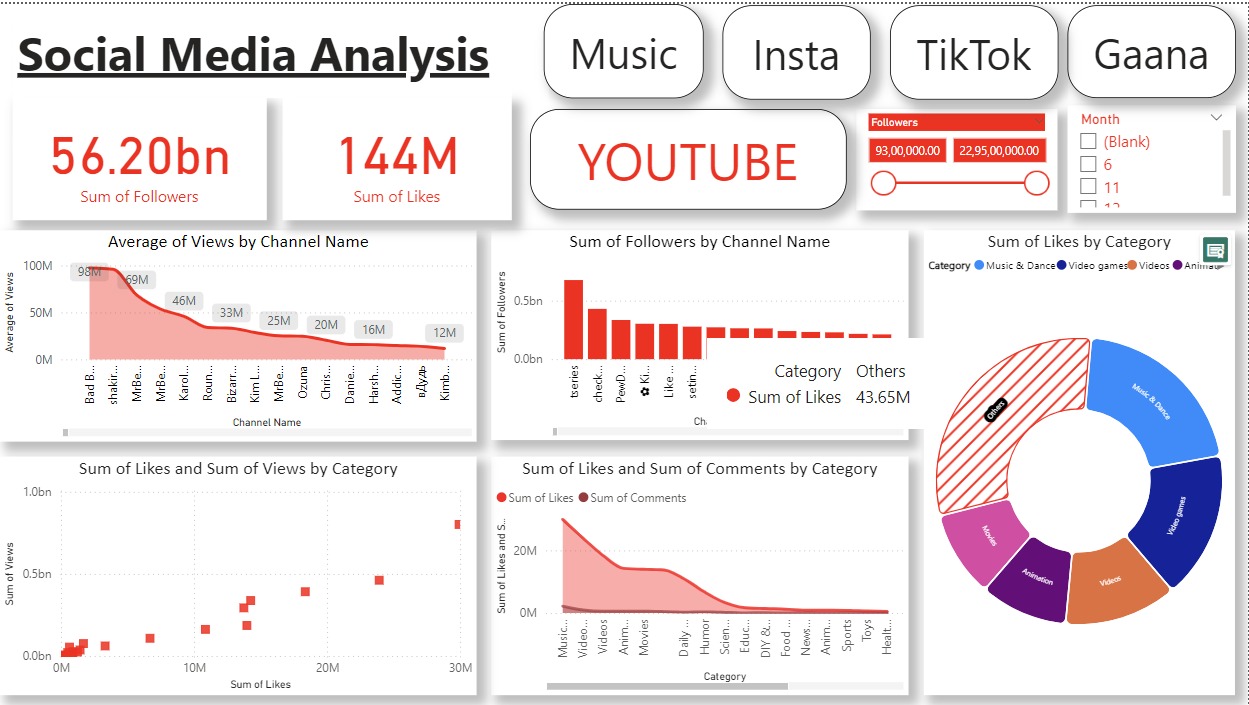 Social Media Analysis
Music
Insta
TikTok
Gaana
56.20bn
Sum of Followers
144M
Sum of Likes
YOUTUBE
Followers
93,00,000.00
22,95,00,000.00
Month
(Blank)
6
11
Average of Views by Channel Name
Average of Views
100M
50M
0M
98M
69M
46M
33M
25M
20M
16M
12M
Bad B...
shakir...
MrBe...
MrBe...
Karol...
Roun...
Bizarr...
Kim L...
MrBe...
Ozuna
Chris...
Danie...
Harsh...
Addic...
вДудь
Kimb...
Channel Name
Sum of Followers by Channel Name
Sum of Followers
0.5bn
0.0bn
tseries
check...
PewD...
✿ Ki...
Like ...
setin...
Ch
Category Others
Sum of Likes 43.65M
Sum of Likes by Category
Category Music & Dance Video games Videos
Others
Music & Dance
Video games
Videos
Animation
Movies
Sum of Likes and Sum of Views by Category
Sum of Views
1.0bn
0.5bn
0.0bn
0M
10M
20M
30M
Sum of Likes
Sum of Likes and Sum of Comments by Category
Sum of Likes Sum of Comments
Sum of Likes and S...
20M
0M
Music...
Video...
Videos
Anim...
Movies
Daily ...
Humor
Scien...
Educ...
DIY &...
Food ...
News...
Anim...
Sports
Toys
Healt...
Category